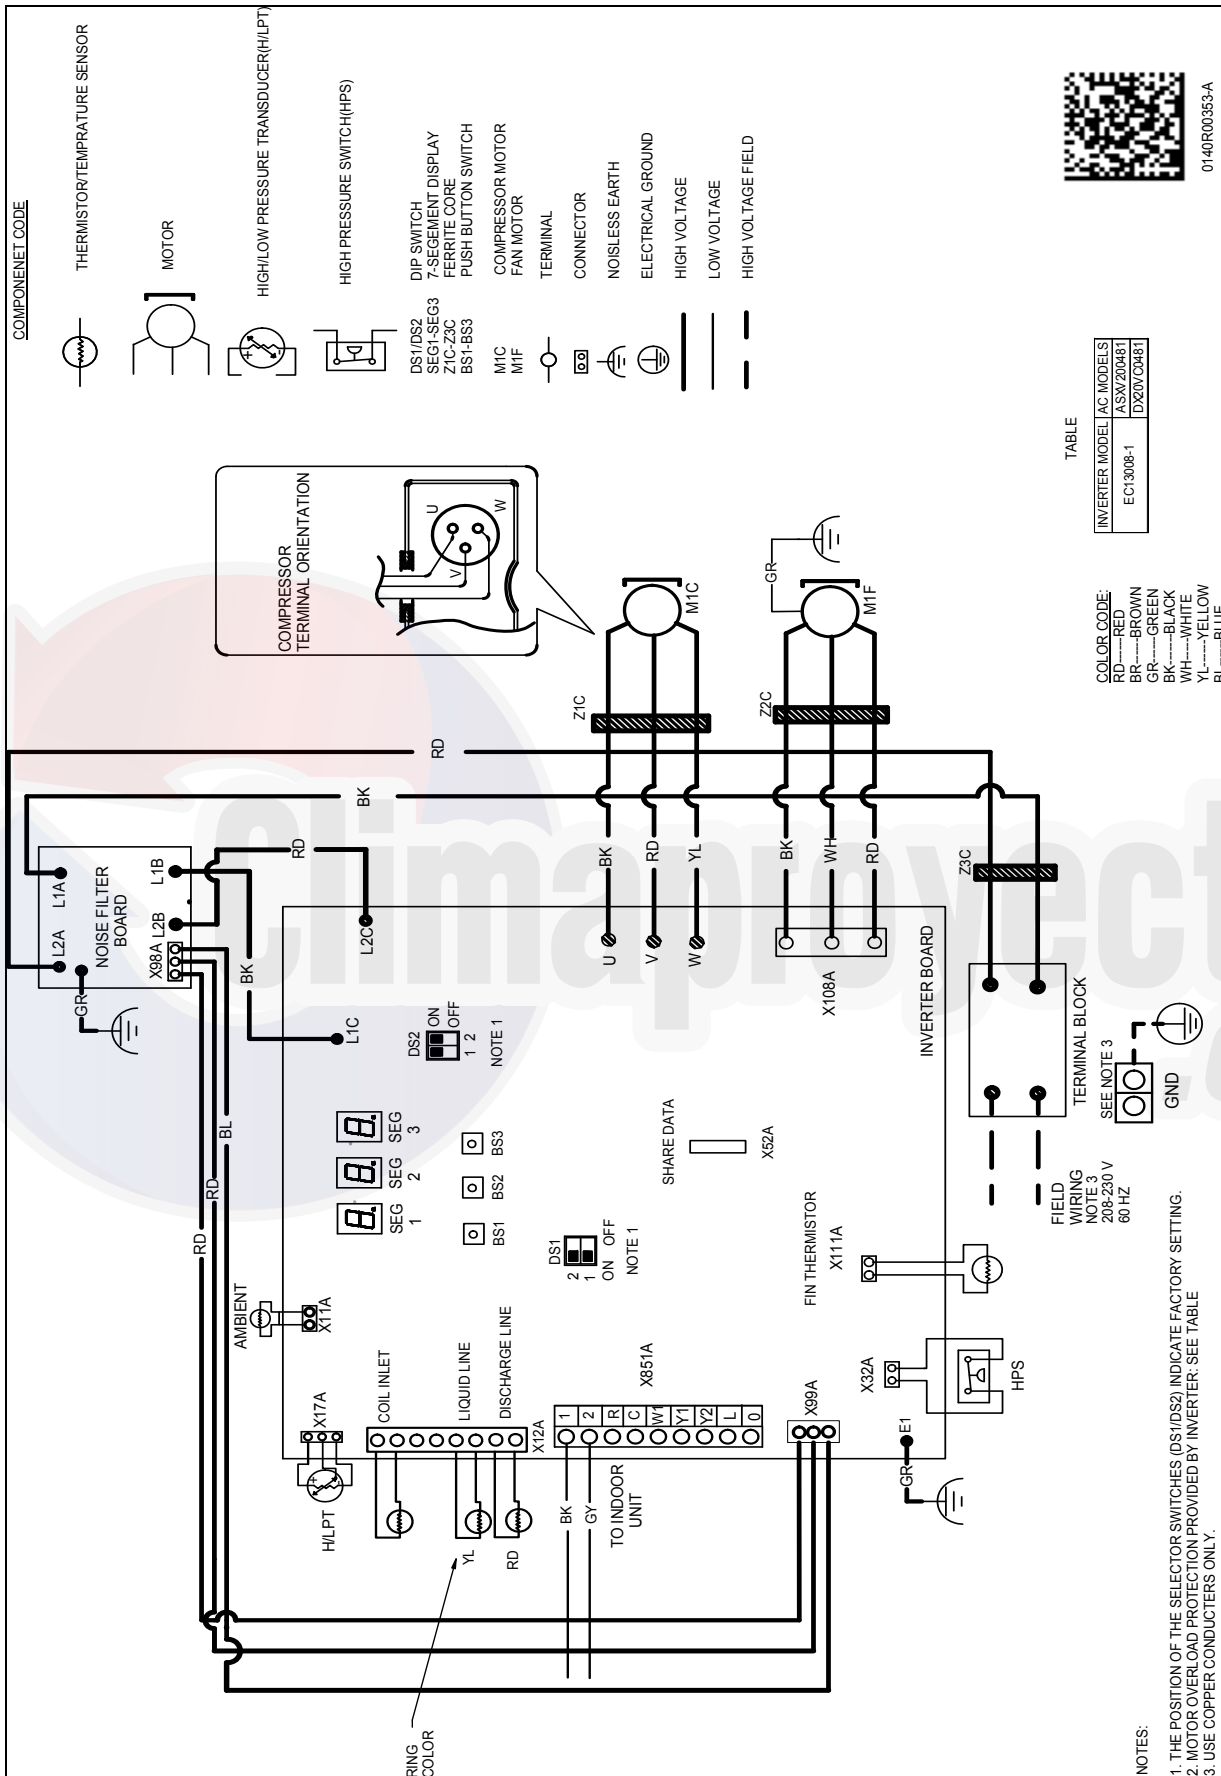 COMPONENET CODE
THERMISTOR/TEMPRATURE SENSOR
MOTOR
HIGH/LOW PRESSURE TRANSDUCER(H/LPT)
HIGH PRESSURE SWITCH(HPS)
DS1/DS2 DIP SWITCH
SEG1-SEG3 7-SEGEMENT DISPLAY
Z1C-Z3C FERRITE CORE
BS1-BS3 PUSH BUTTON SWITCH
M1C COMPRESSOR MOTOR
M1F FAN MOTOR
TERMINAL
CONNECTOR
NOISLESS EARTH
ELECTRICAL GROUND
HIGH VOLTAGE
LOW VOLTAGE
HIGH VOLTAGE FIELD
0140R00353-A
TABLE
INVERTER MODEL AC MODELS
EC13008-1 ASXV200481
DX20VC0481
COLOR CODE:
RD-----RED
BR-----BROWN
GR-----GREEN
BK-----BLACK
WH----WHITE
YL-----YELLOW
BL-----BLUE
COMPRESSOR
TERMINAL ORIENTATION
U
V
W
M1C
M1F
GR
Z1C
Z2C
Z3C
RD
BK
RD
BK
RD
YL
BK
WH
RD
NOISE FILTER
BOARD
L2A
L1A
L2B
L1B
X98A
GR
BK
L2C
L1C
U
V
W
X108A
INVERTER BOARD
DS2
ON
OFF
1 2
NOTE 1
SEG
1
SEG
2
SEG
3
BS1
BS2
BS3
SHARE DATA
X52A
DS1
2
1
ON OFF
NOTE 1
FIN THERMISTOR
X111A
BL
RD
RD
AMBIENT
X11A
X17A
H/LPT
COIL INLET
LIQUID LINE
DISCHARGE LINE
X12A
YL
RD
X851A
1
2
R
C
W1
Y1
Y2
L
0
BK
GY
TO INDOOR
UNIT
X99A
X32A
HPS
E1
GR
TERMINAL BLOCK
SEE NOTE 3
GND
FIELD
WIRING
NOTE 3
208-230 V
60 HZ
RING
COLOR
NOTES:
1. THE POSITION OF THE SELECTOR SWITCHES (DS1/DS2) INDICATE FACTORY SETTING.
2. MOTOR OVERLOAD PROTECTION PROVIDED BY INVERTER: SEE TABLE
3. USE COPPER CONDUCTERS ONLY.
Climaproyect